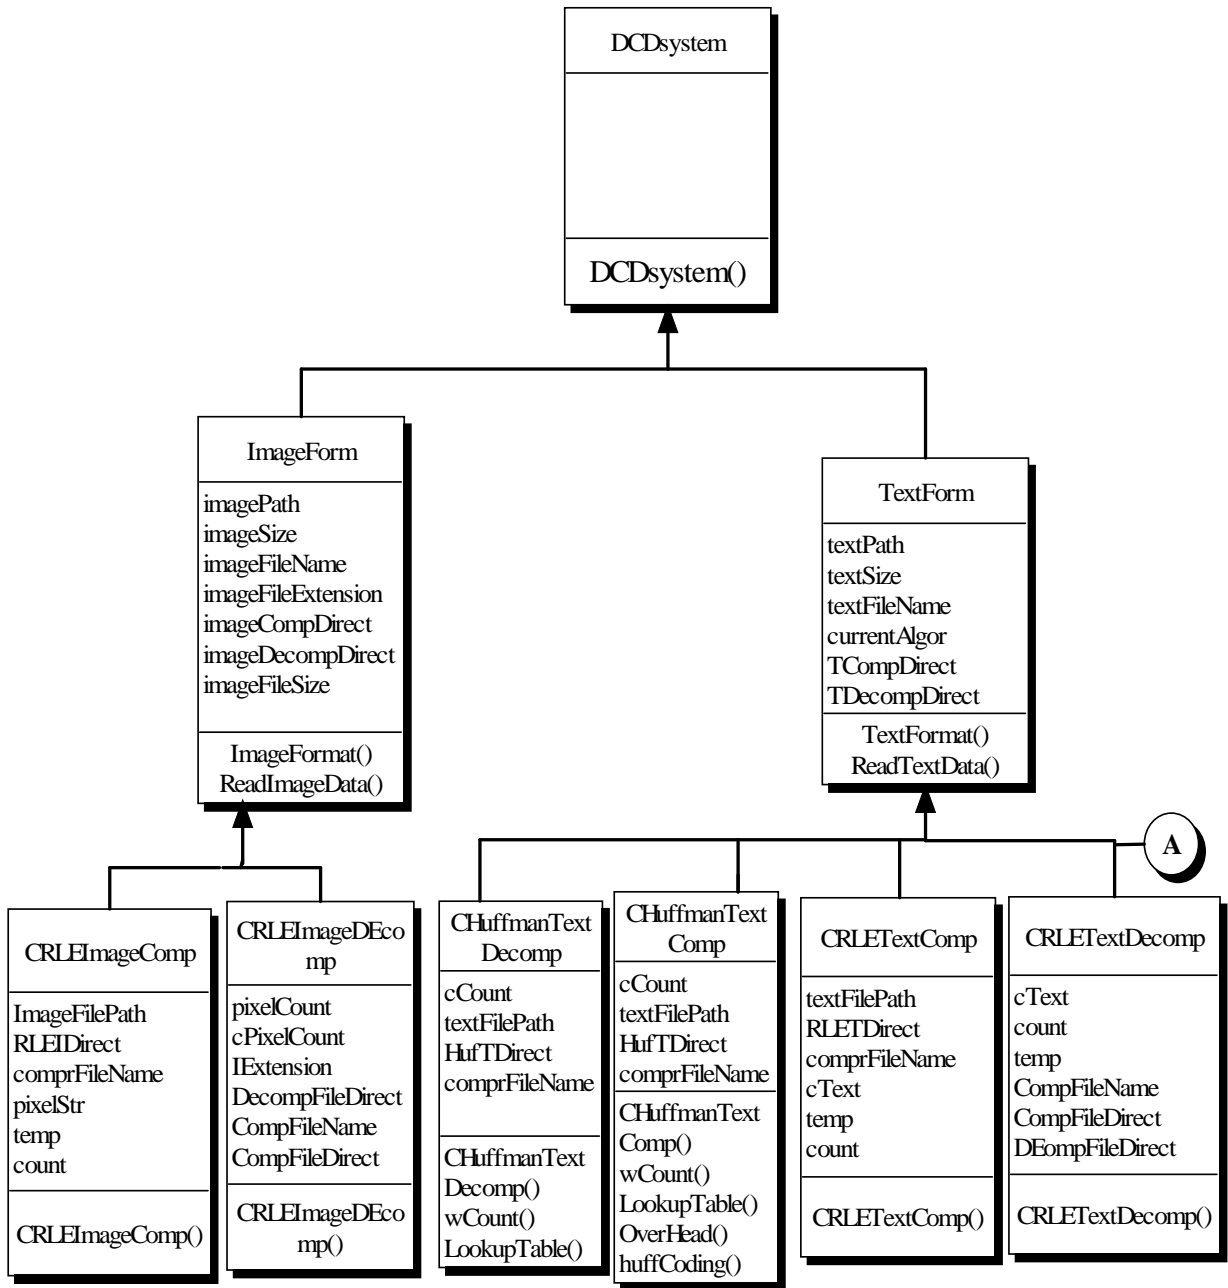 DCDsystem
DCDsystem()
ImageForm
imagePath
imageSize
imageFileName
imageFileExtension
imageCompDirect
imageDecompDirect
imageFileSize
ImageFormat()
ReadImageData()
TextForm
textPath
textSize
textFileName
currentAlgor
TCompDirect
TDecompDirect
TextFormat()
ReadTextData()
A
CRLEImageComp
ImageFilePath
RLEIDirect
comprFileName
pixelStr
temp
count
CRLEImageComp()
CRLEImageDEco
mp
pixelCount
cPixelCount
IExtension
DecompFileDirect
CompFileName
CompFileDirect
CRLEImageDEco
mp()
CHuffmanText
Decomp
cCount
textFilePath
HufTDirect
comprFileName
CHuffmanText
Decomp()
wCount()
LookupTable()
CHuffmanText
Comp
cCount
textFilePath
HufTDirect
comprFileName
CHuffmanText
Comp()
wCount()
LookupTable()
OverHead()
huffCoding()
CRLETextComp
textFilePath
RLETDirect
comprFileName
cText
temp
count
CRLETextComp()
CRLETextDecomp
cText
count
temp
CompFileName
CompFileDirect
DEompFileDirect
CRLETextDecomp()